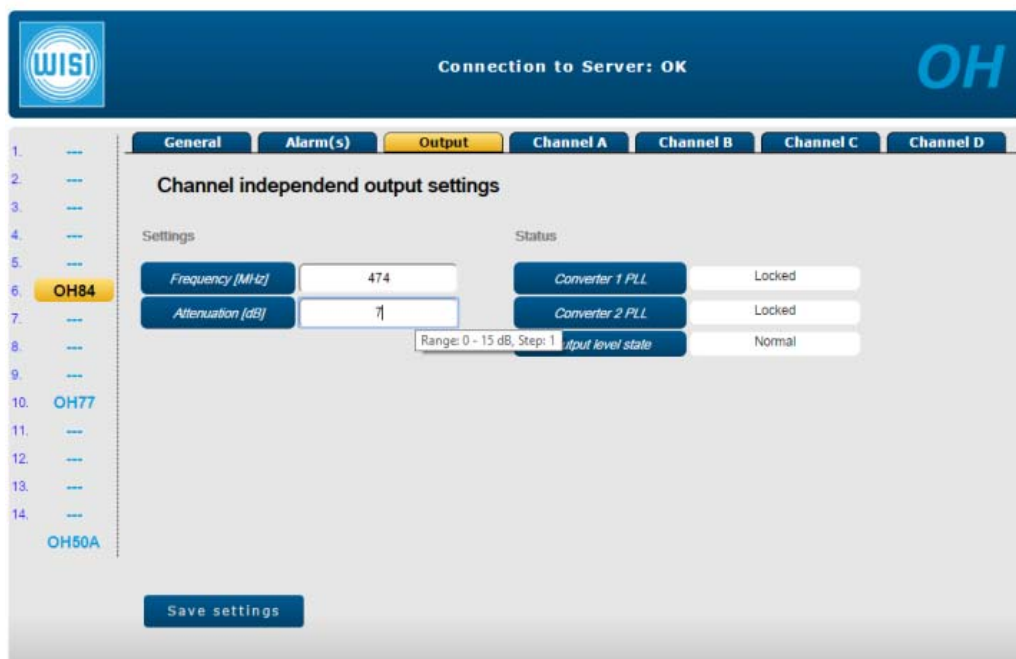 WISI
Connection to Server: OK
OH
General Alarm(s) Output Channel A Channel B Channel C Channel D
Channel independend output settings
Settings Status
Frequency [MHz] 474 Converter 1 PLL Locked
Attenuation [dB] 7 Converter 2 PLL Locked
Range: 0 - 15 dB, Step: 1 utput level state Normal
1. ---
2. ---
3. ---
4. ---
5. ---
6. OH84
7. ---
8. ---
9. ---
10. OH77
11. ---
12. ---
13. ---
14. ---
OH50A
Save settings